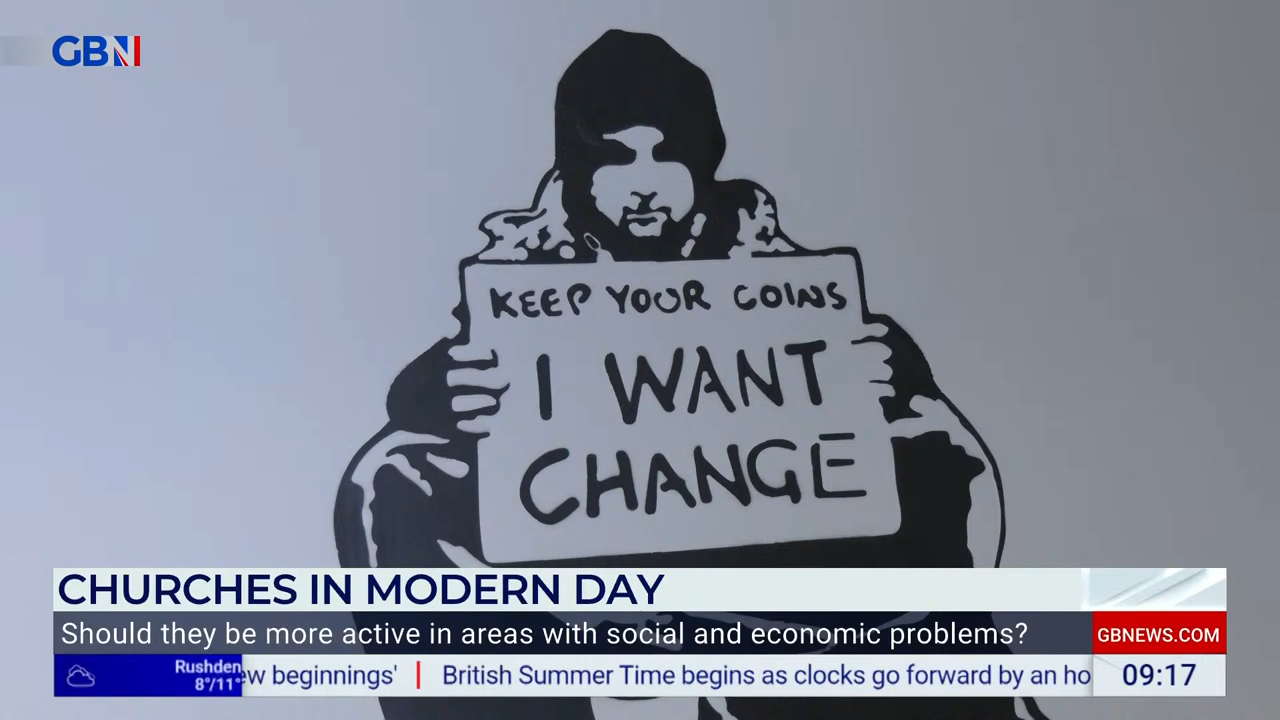 GBN
KEEP YOUR COINS
I WANT
CHANGE
CHURCHES IN MODERN DAY
Should they be more active in areas with social and economic problems?
GBNEWS.COM
Rushden
8°/11°
beginnings' | British Summer Time begins as clocks go forward by an
09:17